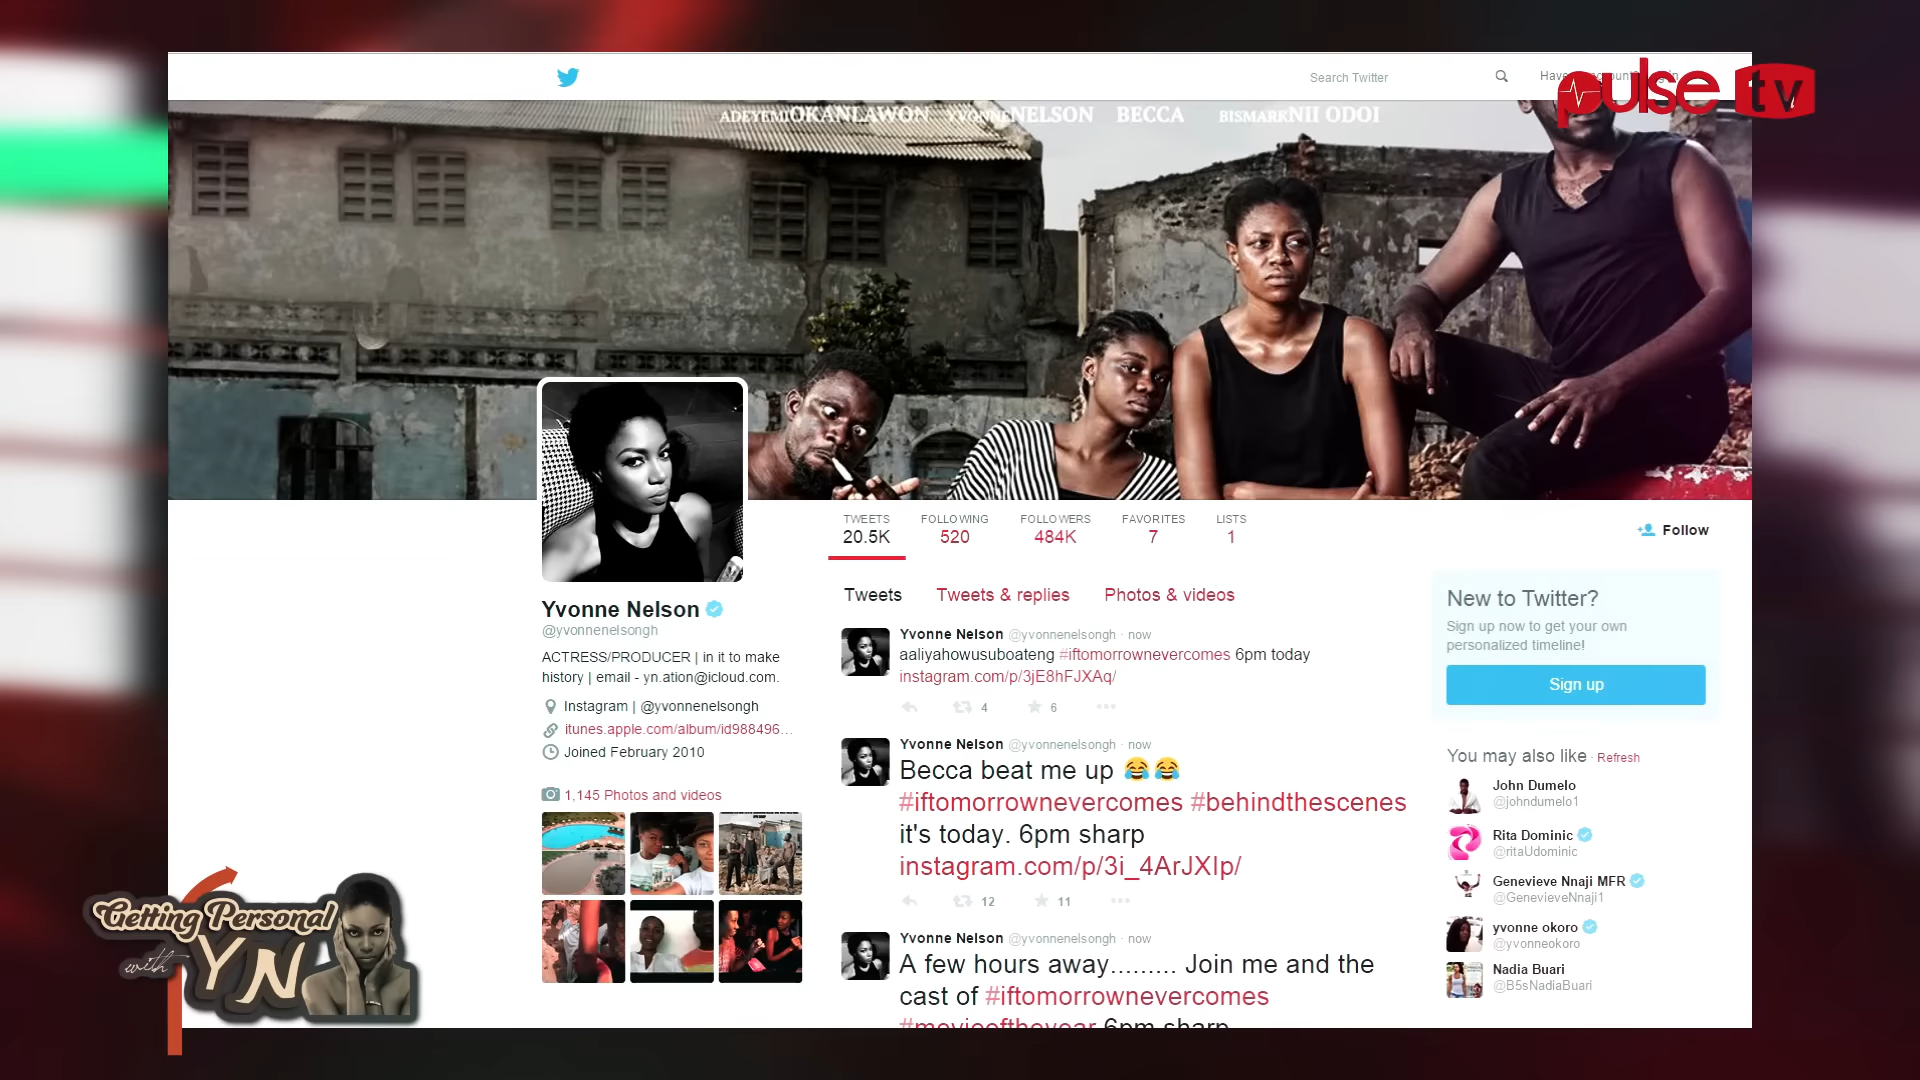 Search Twitter
pulse tv
ADEYEMI OKANLAWON YVONNE NELSON BECCA BISMARK NII ODOI
TWEETS
20.5K
FOLLOWING
520
FOLLOWERS
484K
FAVORITES
7
LISTS
1
Follow
Yvonne Nelson
@yvonnenelsongh
ACTRESS/PRODUCER | in it to make
history | email - yn.ation@icloud.com.
Instagram | @yvonnenelsongh
itunes.apple.com/album/id988496…
Joined February 2010
1,145 Photos and videos
Tweets Tweets & replies Photos & videos
Yvonne Nelson @yvonnenelsongh · now
aaliyahowusuboateng #iftomorrownevercomes 6pm today
instagram.com/p/3jE8hFJXAq/
4 6
Yvonne Nelson @yvonnenelsongh · now
Becca beat me up 😂😂
#iftomorrownevercomes #behindthescenes
it's today. 6pm sharp
instagram.com/p/3i_4ArJXIp/
12 11
Yvonne Nelson @yvonnenelsongh · now
A few hours away......... Join me and the
cast of #iftomorrownevercomes
#movieoftheyear 6pm sharp
New to Twitter?
Sign up now to get your own
personalized timeline!
Sign up
You may also like · Refresh
John Dumelo
@johndumelo1
Rita Dominic
@ritaUdominic
Genevieve Nnaji MFR
@GenevieveNnaji1
yvonne okoro
@yvonneokoro
Nadia Buari
@B5sNadiaBuari
Getting Personal
with YN